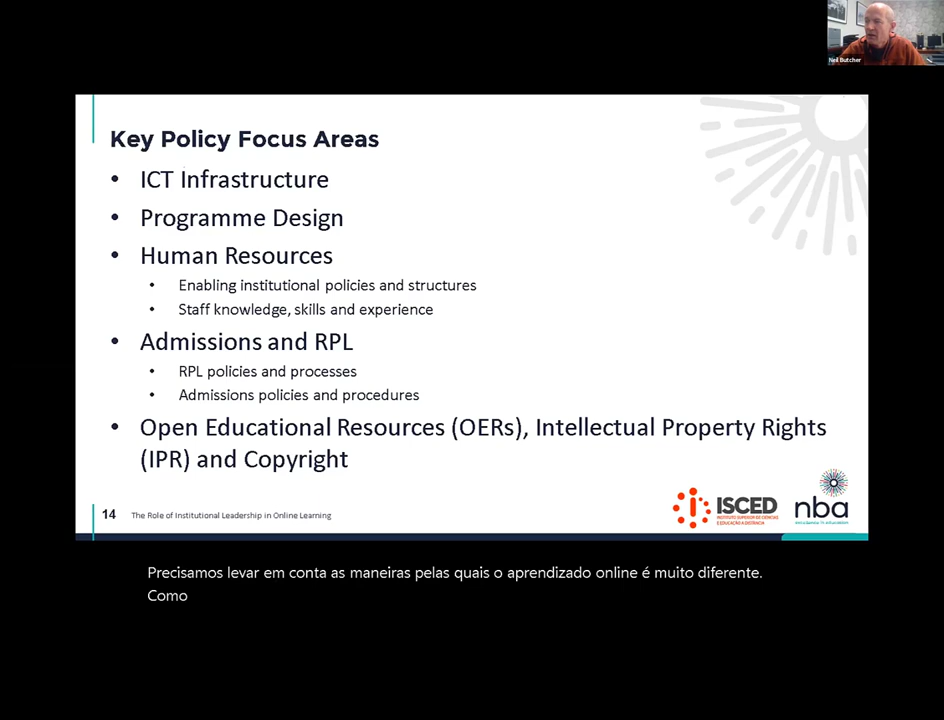 Neil Butcher
Key Policy Focus Areas
• ICT Infrastructure
• Programme Design
• Human Resources
• Enabling institutional policies and structures
• Staff knowledge, skills and experience
• Admissions and RPL
• RPL policies and processes
• Admissions policies and procedures
• Open Educational Resources (OERs), Intellectual Property Rights
(IPR) and Copyright
14 The Role of Institutional Leadership in Online Learning
ISCED
INSTITUTO SUPERIOR DE CIÊNCIAS
E EDUCAÇÃO A DISTÂNCIA
nba
Precisamos levar em conta as maneiras pelas quais o aprendizado online é muito diferente.
Como